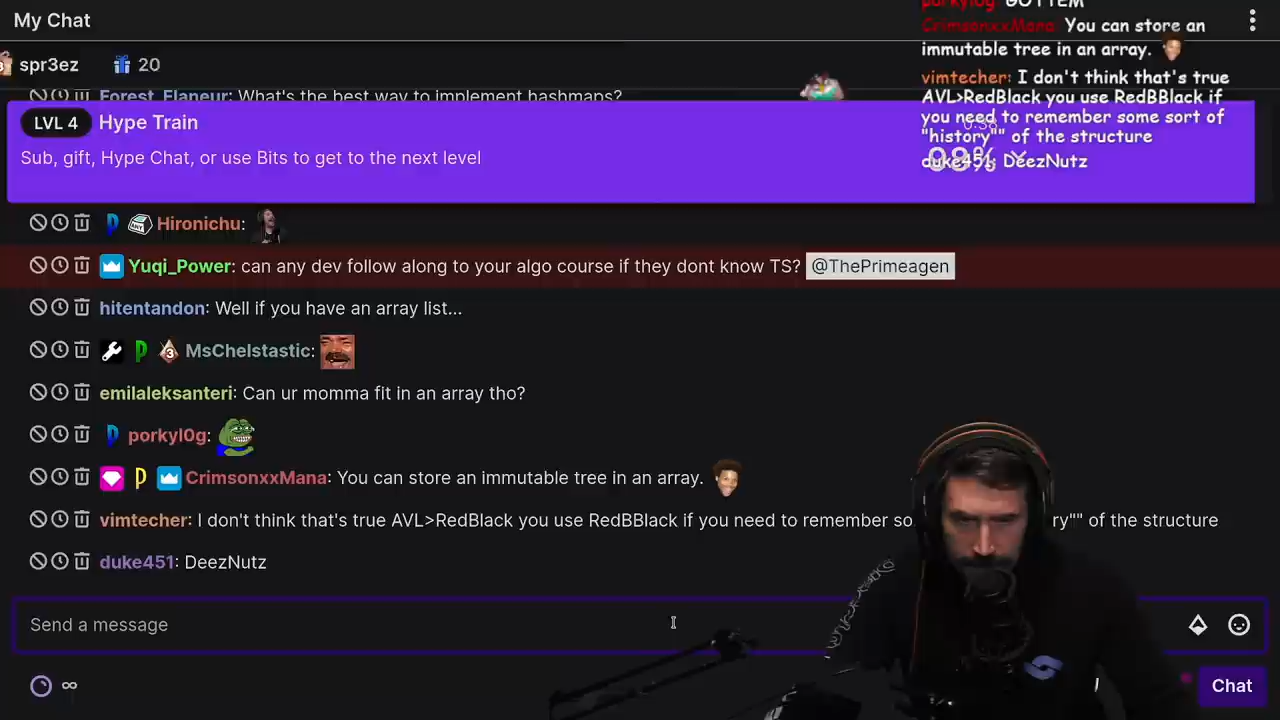 My Chat
porkyl0g: GOTTEM
CrimsonxxMana: You can store an
immutable tree in an array.
vimtecher: I don't think that's true
AVL>RedBlack you use RedBBlack if
you need to remember some sort of
"history"" of the structure
duke451: DeezNutz
spr3ez 20
Forest_Flaneur: What's the best way to implement hashmaps?
LVL 4 Hype Train
Sub, gift, Hype Chat, or use Bits to get to the next level
98%
Hironichu:
Yuqi_Power: can any dev follow along to your algo course if they dont know TS? @ThePrimeagen
hitentandon: Well if you have an array list...
MsChelstastic:
emilaleksanteri: Can ur momma fit in an array tho?
porkyl0g:
CrimsonxxMana: You can store an immutable tree in an array.
vimtecher: I don't think that's true AVL>RedBlack you use RedBBlack if you need to remember so ry"" of the structure
duke451: DeezNutz
Send a message
Chat